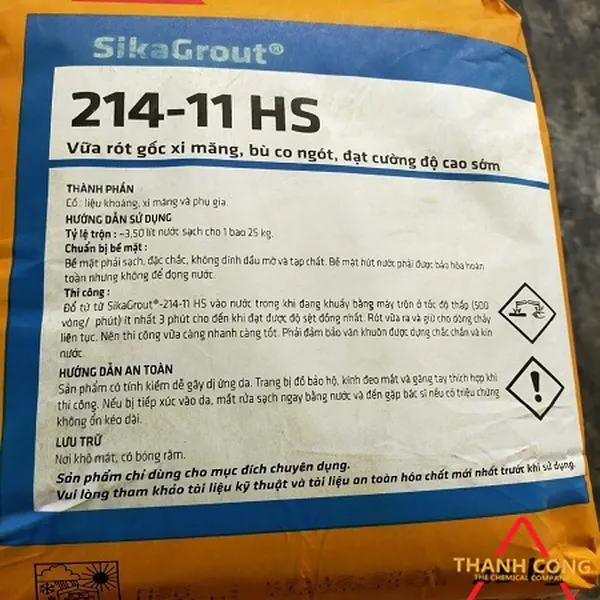 SikaGrout®
214-11 HS
Vữa rót gốc xi măng, bù co ngót, đạt cường độ cao sớm
THÀNH PHẦN
Cốt liệu khoáng, xi măng và phụ gia.
HƯỚNG DẪN SỬ DỤNG
Tỷ lệ trộn : ~3,50 lít nước sạch cho 1 bao 25 kg.
Chuẩn bị bề mặt :
Bề mặt phải sạch, đặc chắc, không dính dầu mỡ và tạp chất. Bề mặt hút nước phải được bão hòa hoàn
toàn nhưng không để đọng nước.
Thi công :
Đổ từ từ SikaGrout®-214-11 HS vào nước trong khi đang khuấy bằng máy trộn ở tốc độ thấp (500
vòng/ phút) ít nhất 3 phút cho đến khi đạt được độ sệt đồng nhất. Rót vữa ra và giữ cho dòng chảy
liên tục. Nên thi công vữa càng nhanh càng tốt. Phải đảm bảo ván khuôn được dựng chắc chắn và kín
nước.
HƯỚNG DẪN AN TOÀN
Sản phẩm có tính kiềm dễ gây dị ứng da. Trang bị đồ bảo hộ, kính đeo mắt và găng tay thích hợp khi
thi công. Nếu bị tiếp xúc vào da, mắt rửa sạch ngay bằng nước và đến gặp bác sĩ nếu có triệu chứng
không ổn kéo dài.
LƯU TRỮ
Nơi khô mát, có bóng râm.
Sản phẩm chỉ dùng cho mục đích chuyên dụng.
Vui lòng tham khảo tài liệu kỹ thuật và tài liệu an toàn hóa chất mới nhất trước khi sử dụng.
THANH CONG
THE CHEMICAL COMPANY